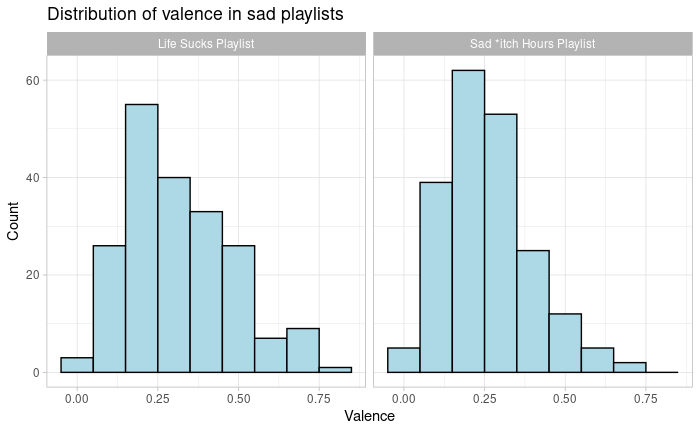 Distribution of valence in sad playlists
Life Sucks Playlist
Sad *itch Hours Playlist
60
40
20
0
Count
0.00 0.25 0.50 0.75
0.00 0.25 0.50 0.75
Valence